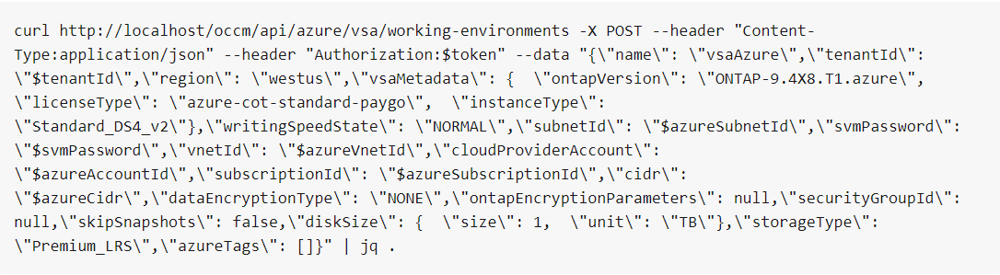 curl http://localhost/occm/api/azure/vsa/working-environments -X POST --header "Content-
Type:application/json" --header "Authorization:$token" --data "{\"name\": \"vsaAzure\",\"tenantId\":
\"$tenantId\",\"region\": \"westus\",\"vsaMetadata\": {  \"ontapVersion\": \"ONTAP-9.4X8.T1.azure\",
\"licenseType\": \"azure-cot-standard-paygo\",  \"instanceType\":
\"Standard_DS4_v2\"},\"writingSpeedState\": \"NORMAL\",\"subnetId\": \"$azureSubnetId\",\"svmPassword\":
\"$svmPassword\",\"vnetId\": \"$azureVnetId\",\"cloudProviderAccount\":
\"$azureAccountId\",\"subscriptionId\": \"$azureSubscriptionId\",\"cidr\":
\"$azureCidr\",\"dataEncryptionType\": \"NONE\",\"ontapEncryptionParameters\": null,\"securityGroupId\":
null,\"skipSnapshots\": false,\"diskSize\": {  \"size\": 1,  \"unit\": \"TB\"},\"storageType\":
\"Premium_LRS\",\"azureTags\": []}" | jq .